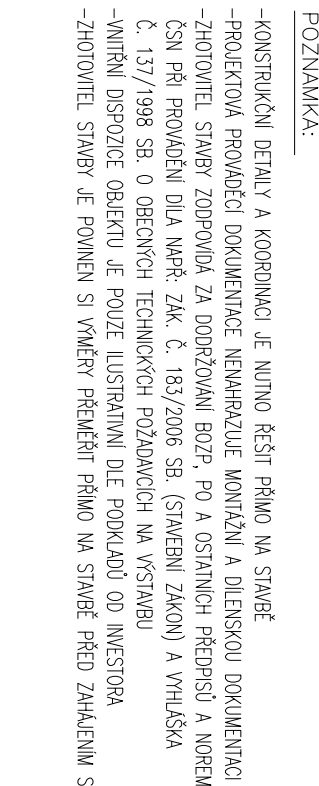 POZNAMKA:
-KONSTRUKČNÍ DETAILY A KOORDINACI JE NUTNO ŘEŠIT PŘÍMO NA STAVBĚ
-PROJEKTOVÁ PROVÁDĚCÍ DOKUMENTACE NENAHRAZUJE MONTÁŽNÍ A DÍLENSKOU DOKUMENTACI
-ZHOTOVITEL STAVBY ZODPOVÍDÁ ZA DODRŽOVÁNÍ BOZP, PO A OSTATNÍCH PŘEDPISŮ A NOREM
ČSN PŘI PROVÁDĚNÍ DÍLA NAPŘ: ZÁK. Č. 183/2006 SB. (STAVEBNÍ ZÁKON) A VYHLÁŠKA
Č. 137/1998 SB. O OBECNÝCH TECHNICKÝCH POŽADAVCÍCH NA VÝSTAVBU
-VNITŘNÍ DISPOZICE OBJEKTU JE POUZE ILUSTRATIVNÍ DLE PODKLADŮ OD INVESTORA
-ZHOTOVITEL STAVBY JE POVINEN SI VÝMĚRY PŘEMĚŘIT PŘÍMO NA STAVBĚ PŘED ZAHÁJENÍM S